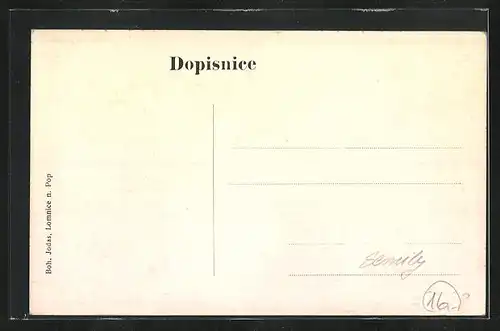 Dopisnice
Boh. Jodas, Lomnice n. Pop
Semily